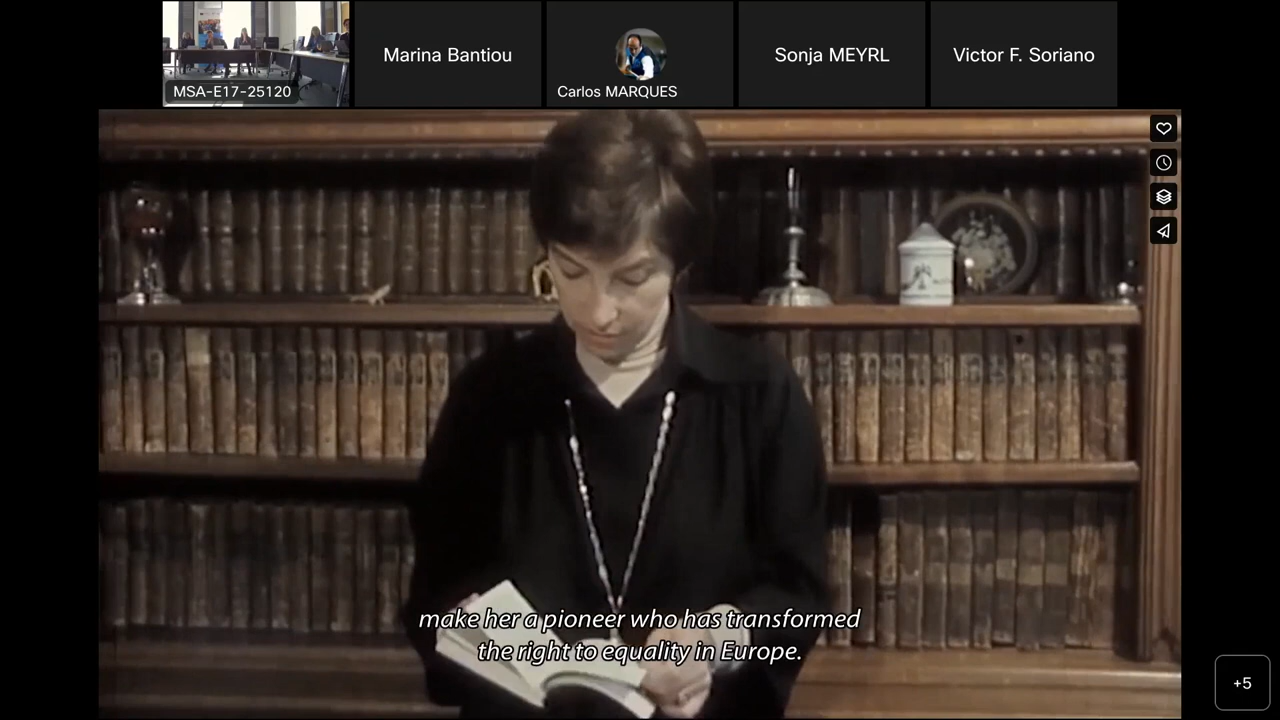 MSA-E17-25120
Marina Bantiou
Carlos MARQUES
Sonja MEYRL
Victor F. Soriano
make her a pioneer who has transformed
the right to equality in Europe.
+5